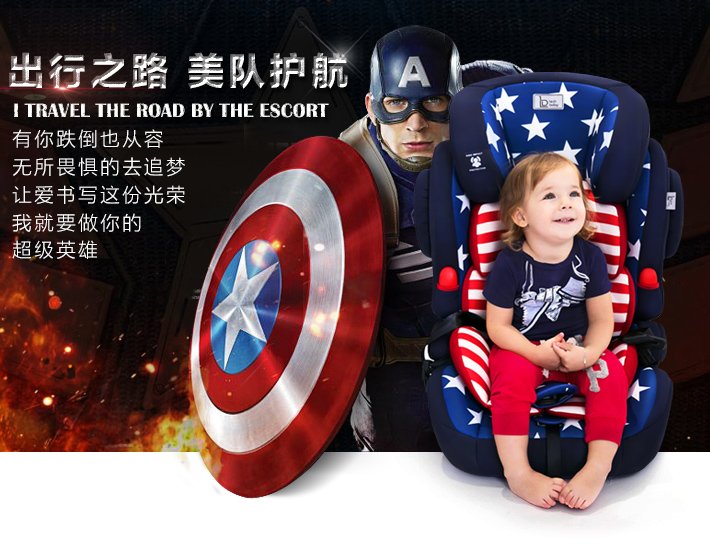 出行之路 美队护航
I TRAVEL THE ROAD BY THE ESCORT
有你跌倒也从容
无所畏惧的去追梦
让爱书写这份光荣
我就要做你的
超级英雄
A
P